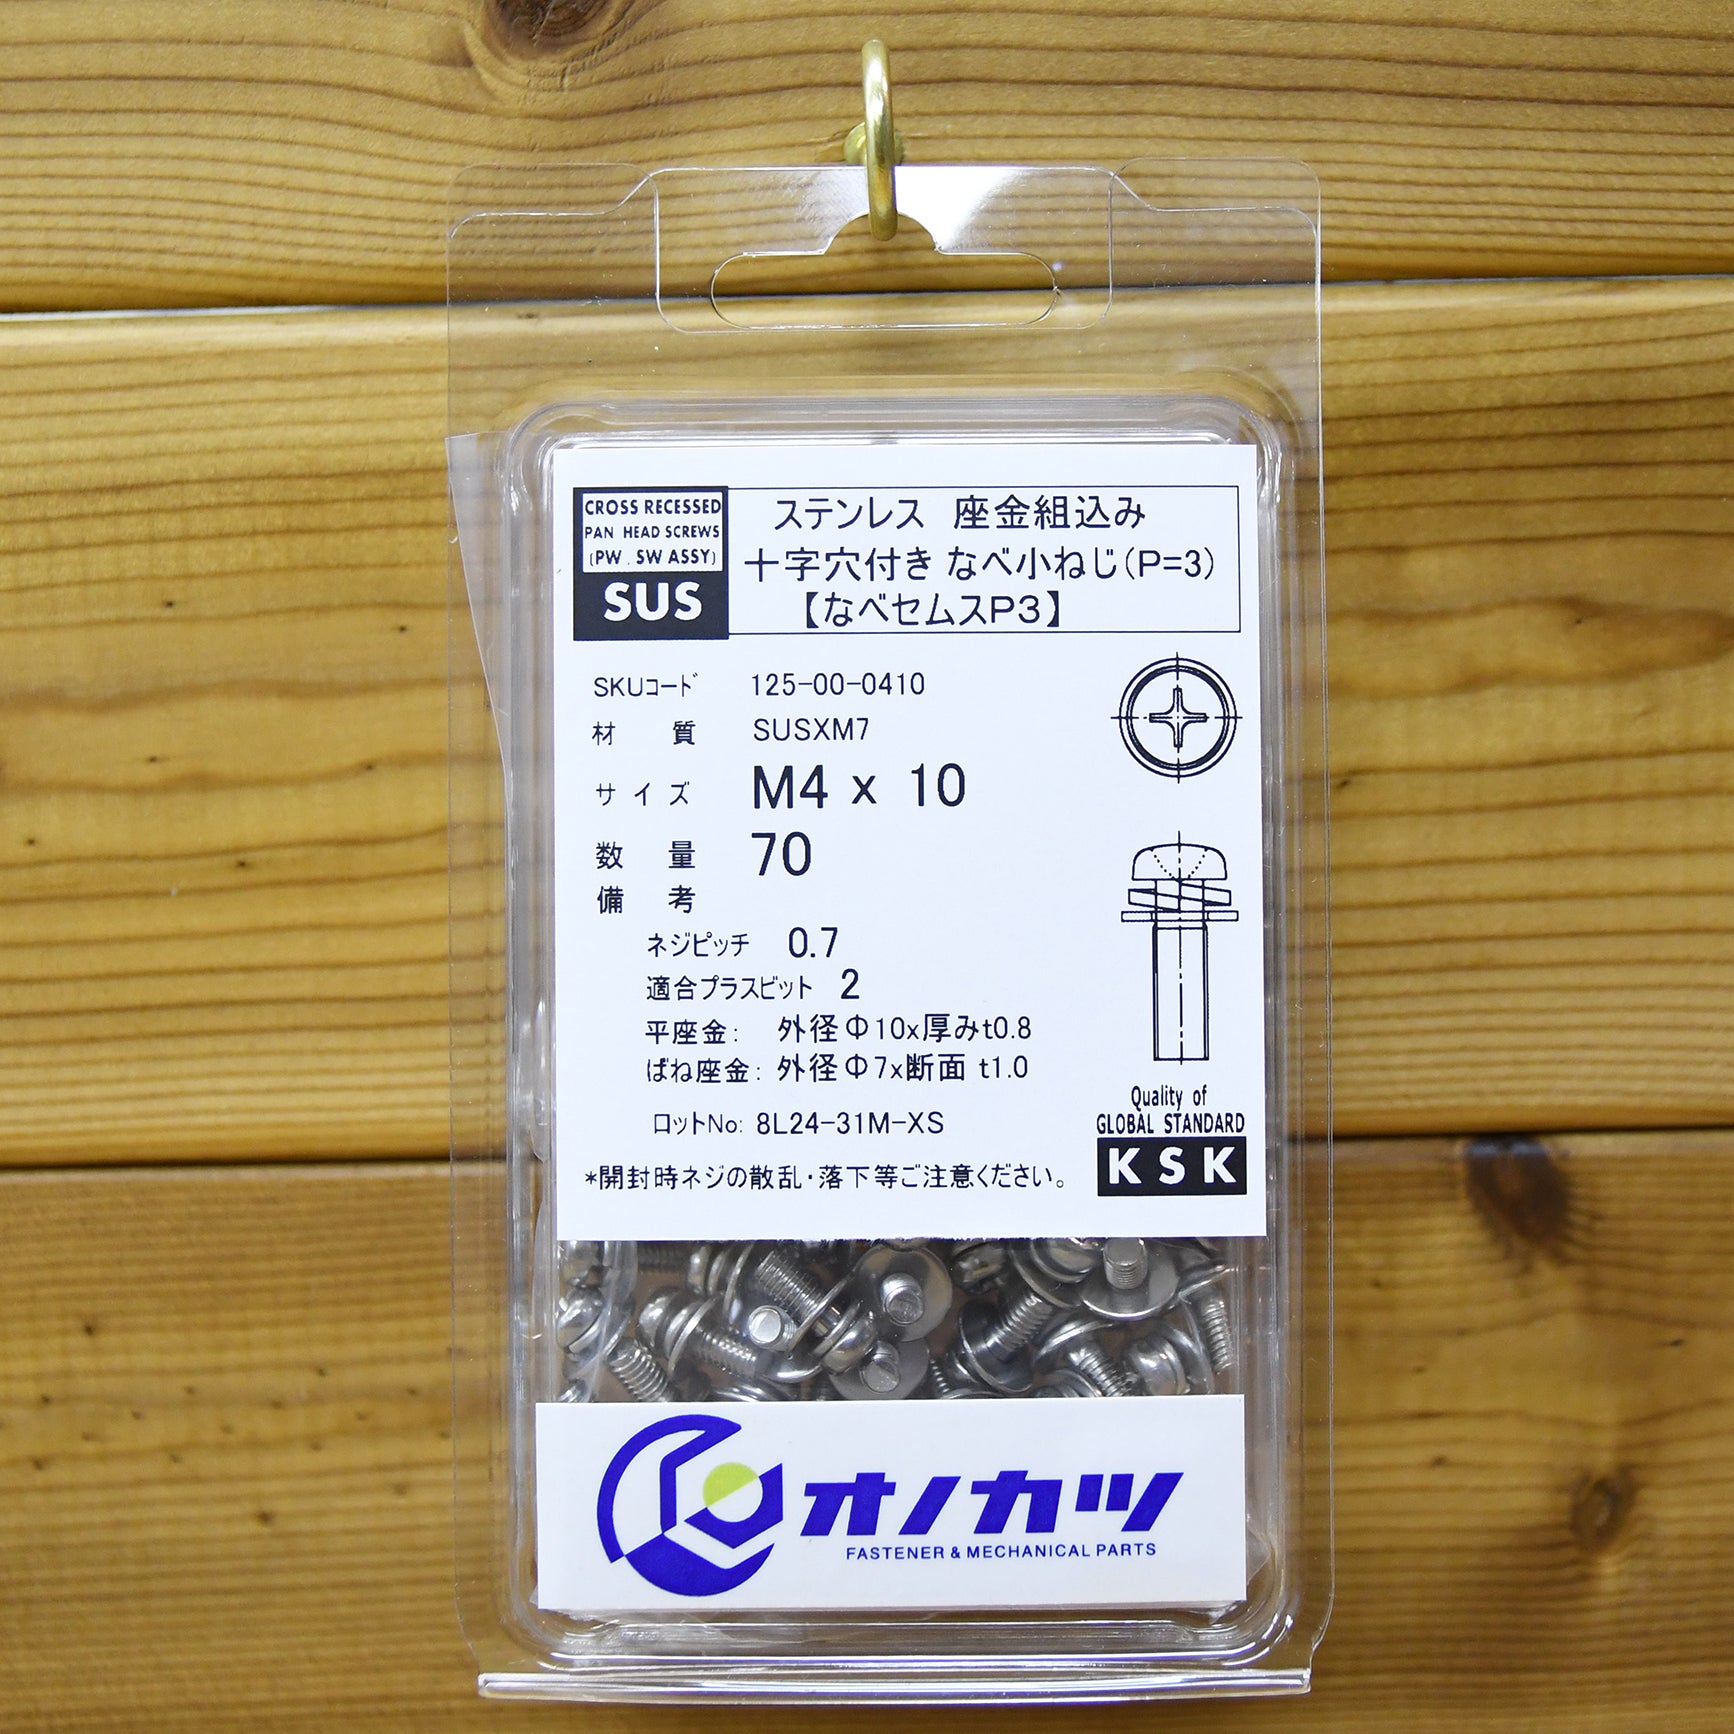 CROSS RECESSED
PAN HEAD SCREWS
(PW . SW ASSY)
SUS
ステンレス 座金組込み
十字穴付き なべ小ねじ(P=3)
【なべセムスP3】
SKUコード 125-00-0410
材 質 SUSXM7
サイズ M4 x 10
数 量 70
備 考
ネジピッチ 0.7
適合プラスビット 2
平座金: 外径Φ10x厚みt0.8
ばね座金: 外径Φ7x断面 t1.0
ロットNo: 8L24-31M-XS
*開封時ネジの散乱・落下等ご注意ください。
Quality of
GLOBAL STANDARD
KSK
オノカツ
FASTENER & MECHANICAL PARTS